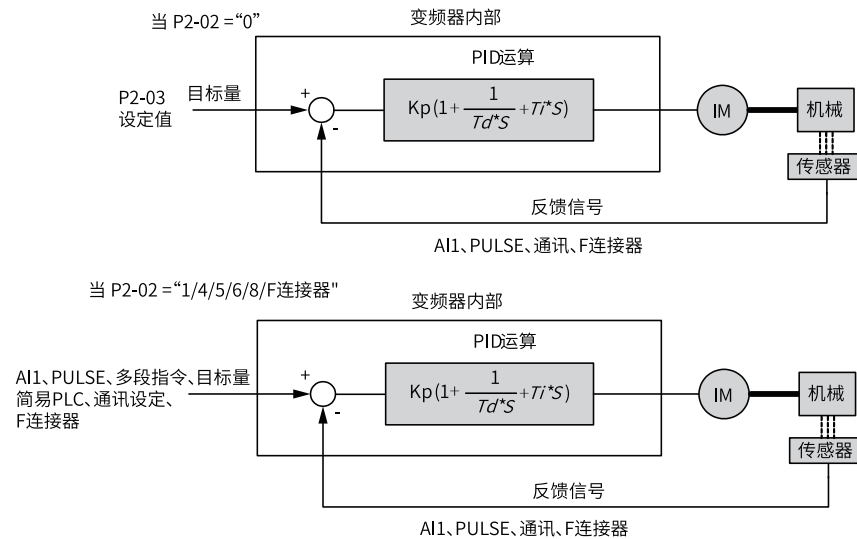 当 P2-02 =“0”
变频器内部
PID运算
P2-03
设定值
目标量
+
-
Kp(1+ 1/Td*S +Ti*S)
IM
机械
传感器
反馈信号
AI1、PULSE、通讯、F连接器
当 P2-02 =“1/4/5/6/8/F连接器"
变频器内部
PID运算
AI1、PULSE、多段指令、目标量
简易PLC、通讯设定、
F连接器
+
-
Kp(1+ 1/Td*S +Ti*S)
IM
机械
传感器
反馈信号
AI1、PULSE、通讯、F连接器